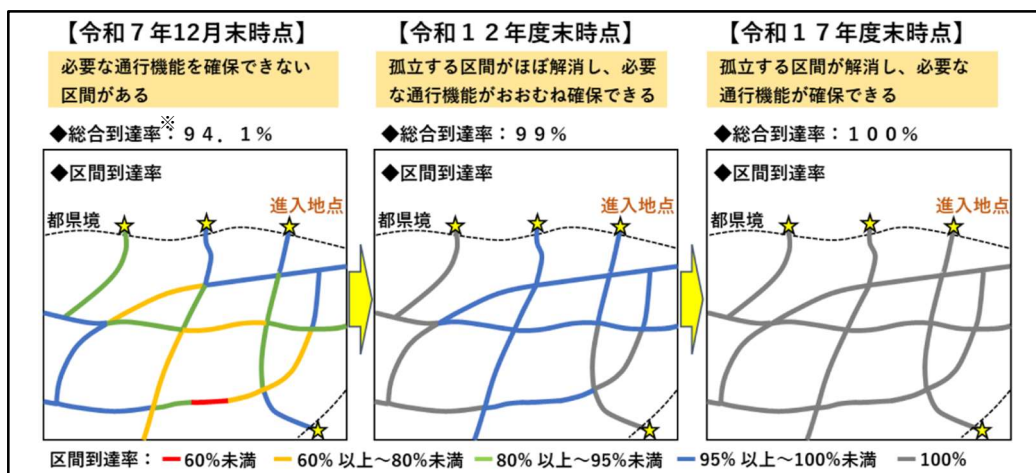 【令和７年12月末時点】
必要な通行機能を確保できない
区間がある
◆総合到達率※：９４．１%
◆区間到達率
都県境
進入地点
【令和１２年度末時点】
孤立する区間がほぼ解消し、必要
な通行機能がおおむね確保できる
◆総合到達率：９９%
◆区間到達率
都県境
進入地点
【令和１７年度末時点】
孤立する区間が解消し、必要な
通行機能が確保できる
◆総合到達率：１００%
◆区間到達率
都県境
進入地点
区間到達率： 60%未満 60%以上～80%未満 80%以上～95%未満 95%以上～100%未満 100%